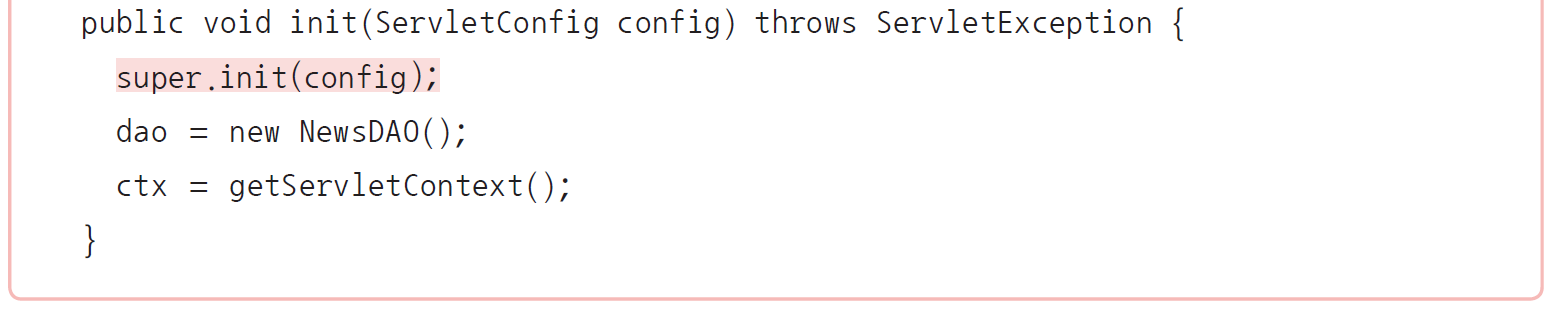 public void init(ServletConfig config) throws ServletException {
super.init(config);
dao = new NewsDAO();
ctx = getServletContext();
}